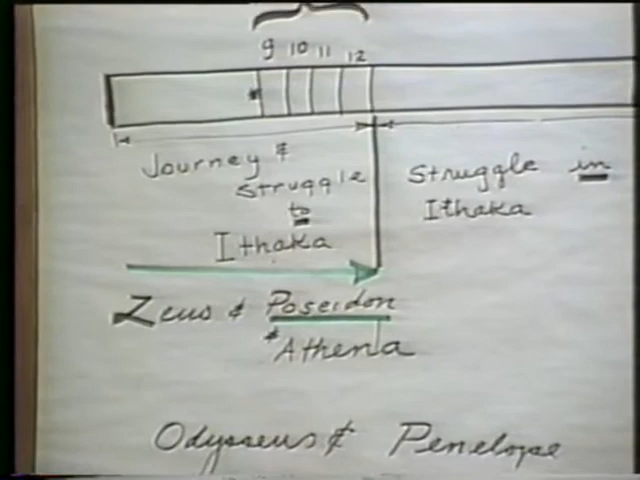 9 10 11 12
Journey &
struggle
to
Ithaka
Struggle in
Ithaka
Zeus & Poseidon
*Athena
Odysseus & Penelope